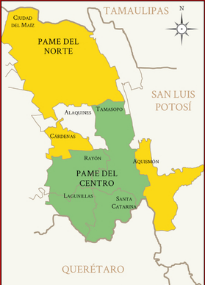 TAMAULIPAS
CIUDAD
DEL MAÍZ
PAME DEL
NORTE
SAN LUIS
POTOSÍ
TAMASOPO
ALAQUINES
CÁRDENAS
RAYÓN
AQUISMÓN
PAME DEL
CENTRO
LAGUNILLAS
SANTA
CATARINA
QUERÉTARO